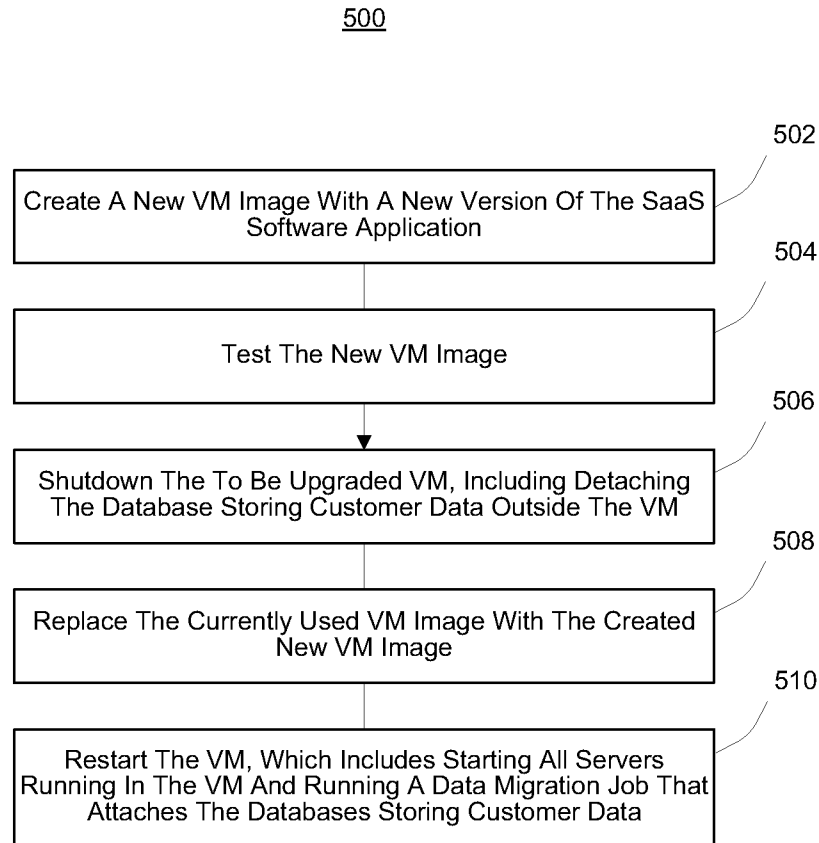 500
502
Create A New VM Image With A New Version Of The SaaS
Software Application
504
Test The New VM Image
506
Shutdown The To Be Upgraded VM, Including Detaching
The Database Storing Customer Data Outside The VM
508
Replace The Currently Used VM Image With The Created
New VM Image
510
Restart The VM, Which Includes Starting All Servers
Running In The VM And Running A Data Migration Job That
Attaches The Databases Storing Customer Data